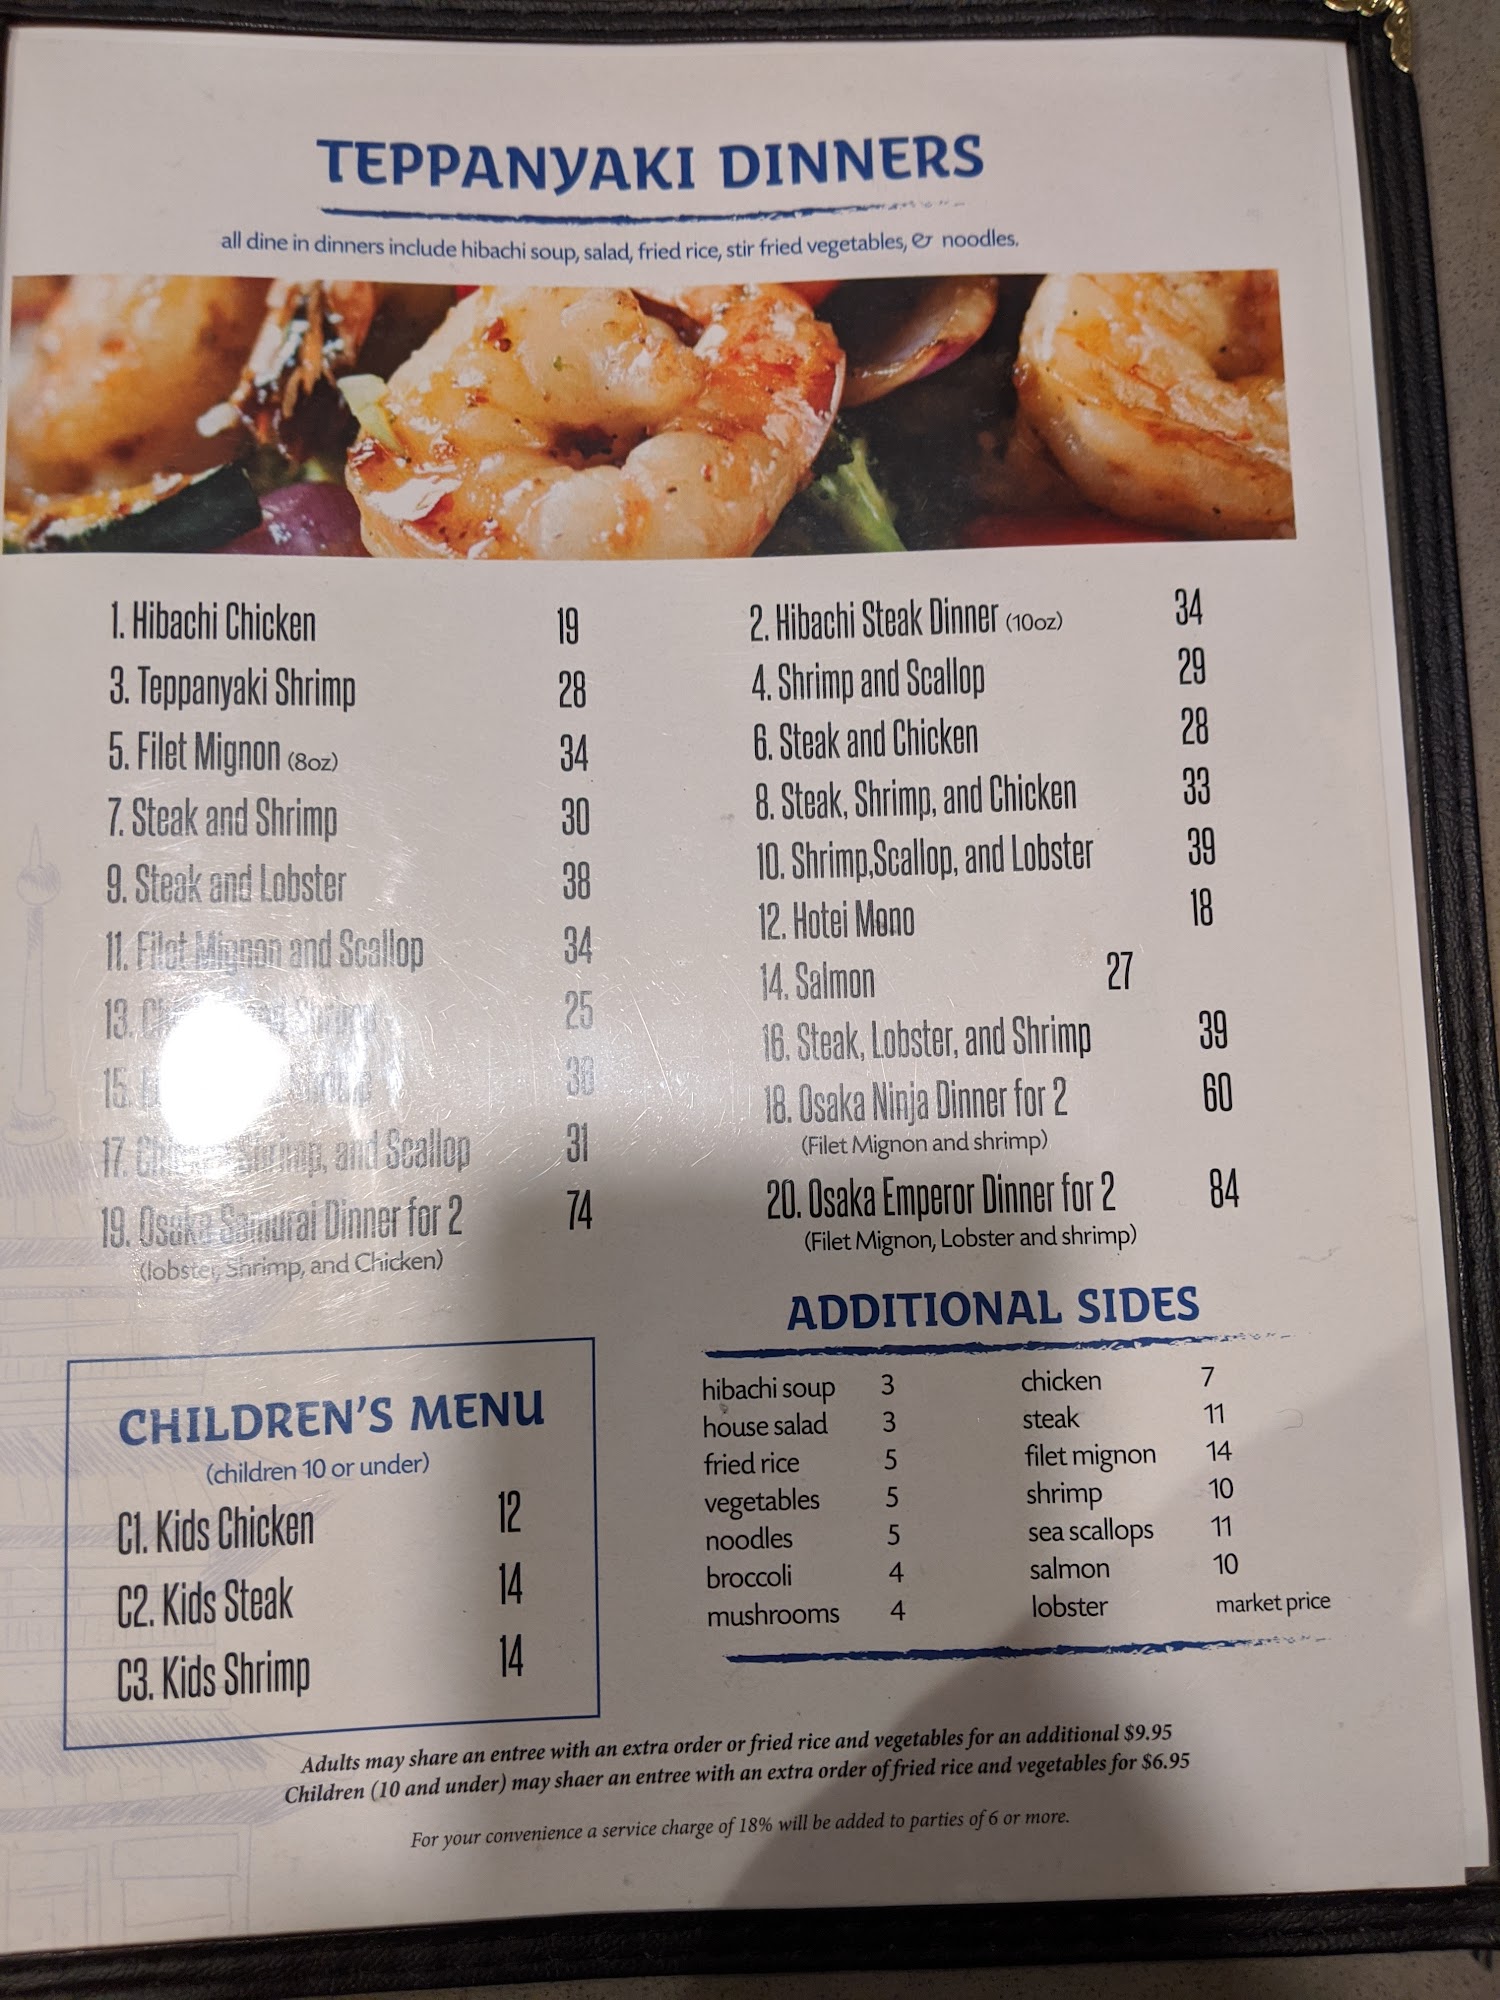 TEPPANYAKI DINNERS
all dine in dinners include hibachi soup, salad, fried rice, stir fried vegetables, & noodles.
1. Hibachi Chicken 19
2. Hibachi Steak Dinner (10oz) 34
3. Teppanyaki Shrimp 28
4. Shrimp and Scallop 29
5. Filet Mignon (8oz) 34
6. Steak and Chicken 28
7. Steak and Shrimp 30
8. Steak, Shrimp, and Chicken 33
9. Steak and Lobster 38
10. Shrimp,Scallop, and Lobster 39
11. Filet Mignon and Scallop 34
12. Hotei Mono 18
13. and Shrimp 25
14. Salmon 27
15. Shrimp 36
16. Steak, Lobster, and Shrimp 39
17. Chicken, Shrimp, and Scallop 31
18. Osaka Ninja Dinner for 2 60
(Filet Mignon and shrimp)
19. Osaka Samurai Dinner for 2 74
(lobster, Shrimp, and Chicken)
20. Osaka Emperor Dinner for 2 84
(Filet Mignon, Lobster and shrimp)
CHILDREN'S MENU
(children 10 or under)
C1. Kids Chicken 12
C2. Kids Steak 14
C3. Kids Shrimp 14
ADDITIONAL SIDES
hibachi soup 3 chicken 7
house salad 3 steak 11
fried rice 5 filet mignon 14
vegetables 5 shrimp 10
noodles 5 sea scallops 11
broccoli 4 salmon 10
mushrooms 4 lobster market price
Adults may share an entree with an extra order or fried rice and vegetables for an additional $9.95
Children (10 and under) may shaer an entree with an extra order of fried rice and vegetables for $6.95
For your convenience a service charge of 18% will be added to parties of 6 or more.